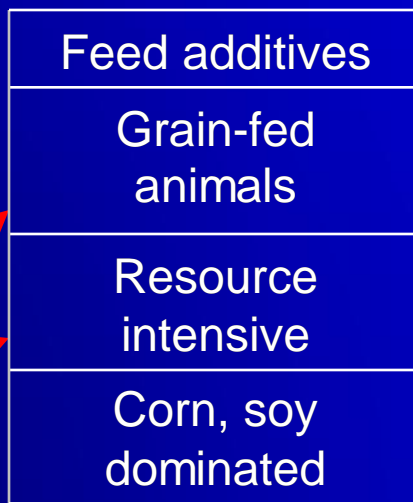 Feed additives
Grain-fed
animals
Resource
intensive
Corn, soy
dominated